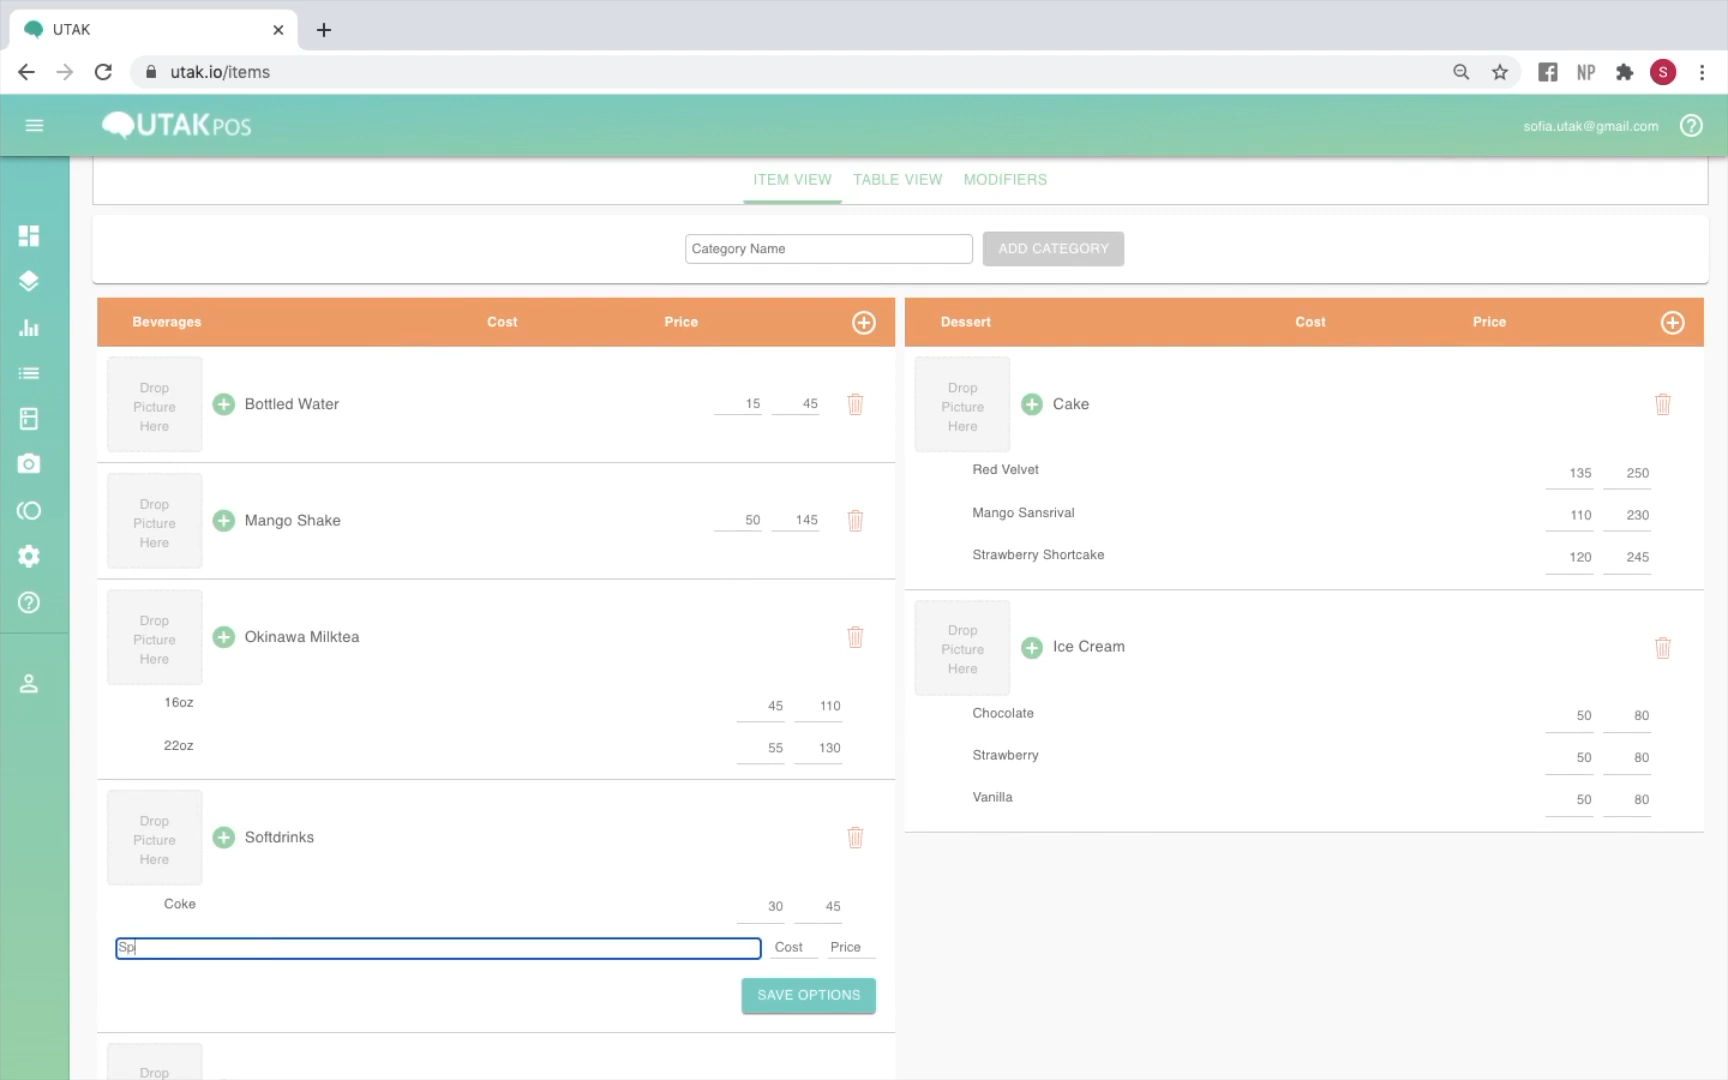 UTAK
utak.io/items
NP
S
UTAK POS
sofia.utak@gmail.com
ITEM VIEW TABLE VIEW MODIFIERS
Category Name
ADD CATEGORY
Beverages Cost Price
Drop
Picture
Here
Bottled Water 15 45
Drop
Picture
Here
Mango Shake 50 145
Drop
Picture
Here
Okinawa Milktea
16oz 45 110
22oz 55 130
Drop
Picture
Here
Softdrinks
Coke 30 45
Sp Cost Price
SAVE OPTIONS
Drop
Dessert Cost Price
Drop
Picture
Here
Cake
Red Velvet 135 250
Mango Sansrival 110 230
Strawberry Shortcake 120 245
Drop
Picture
Here
Ice Cream
Chocolate 50 80
Strawberry 50 80
Vanilla 50 80